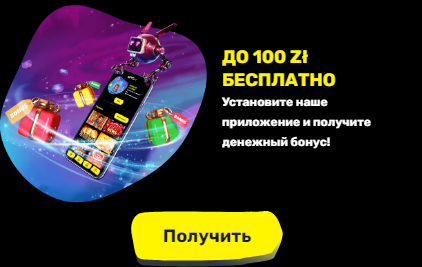 ДО 100 Zł
БЕСПЛАТНО
Установите наше
приложение и получите
денежный бонус!
Получить